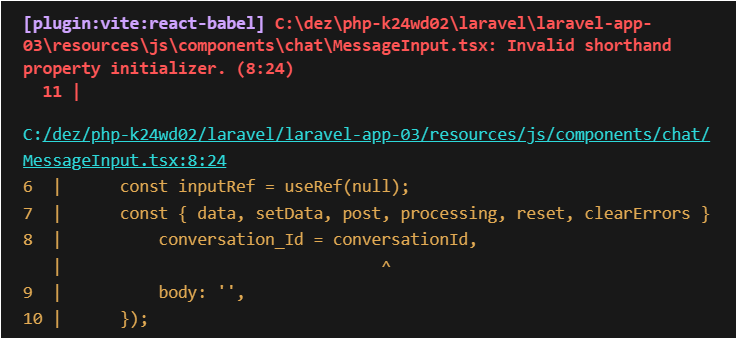 [plugin:vite:react-babel] C:\dez\php-k24wd02\laravel\laravel-app-
03\resources\js\components\chat\MessageInput.tsx: Invalid shorthand
property initializer. (8:24)
  11 |
C:/dez/php-k24wd02/laravel/laravel-app-03/resources/js/components/chat/
MessageInput.tsx:8:24
6  |      const inputRef = useRef(null);
7  |      const { data, setData, post, processing, reset, clearErrors }
8  |          conversation_Id = conversationId,
   |                          ^
9  |          body: '',
10 |      });